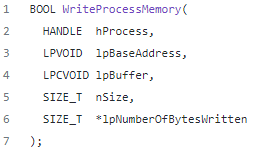 1 BOOL WriteProcessMemory(
2 HANDLE hProcess,
3 LPVOID lpBaseAddress,
4 LPCVOID lpBuffer,
5 SIZE_T nSize,
6 SIZE_T *lpNumberOfBytesWritten
7 );